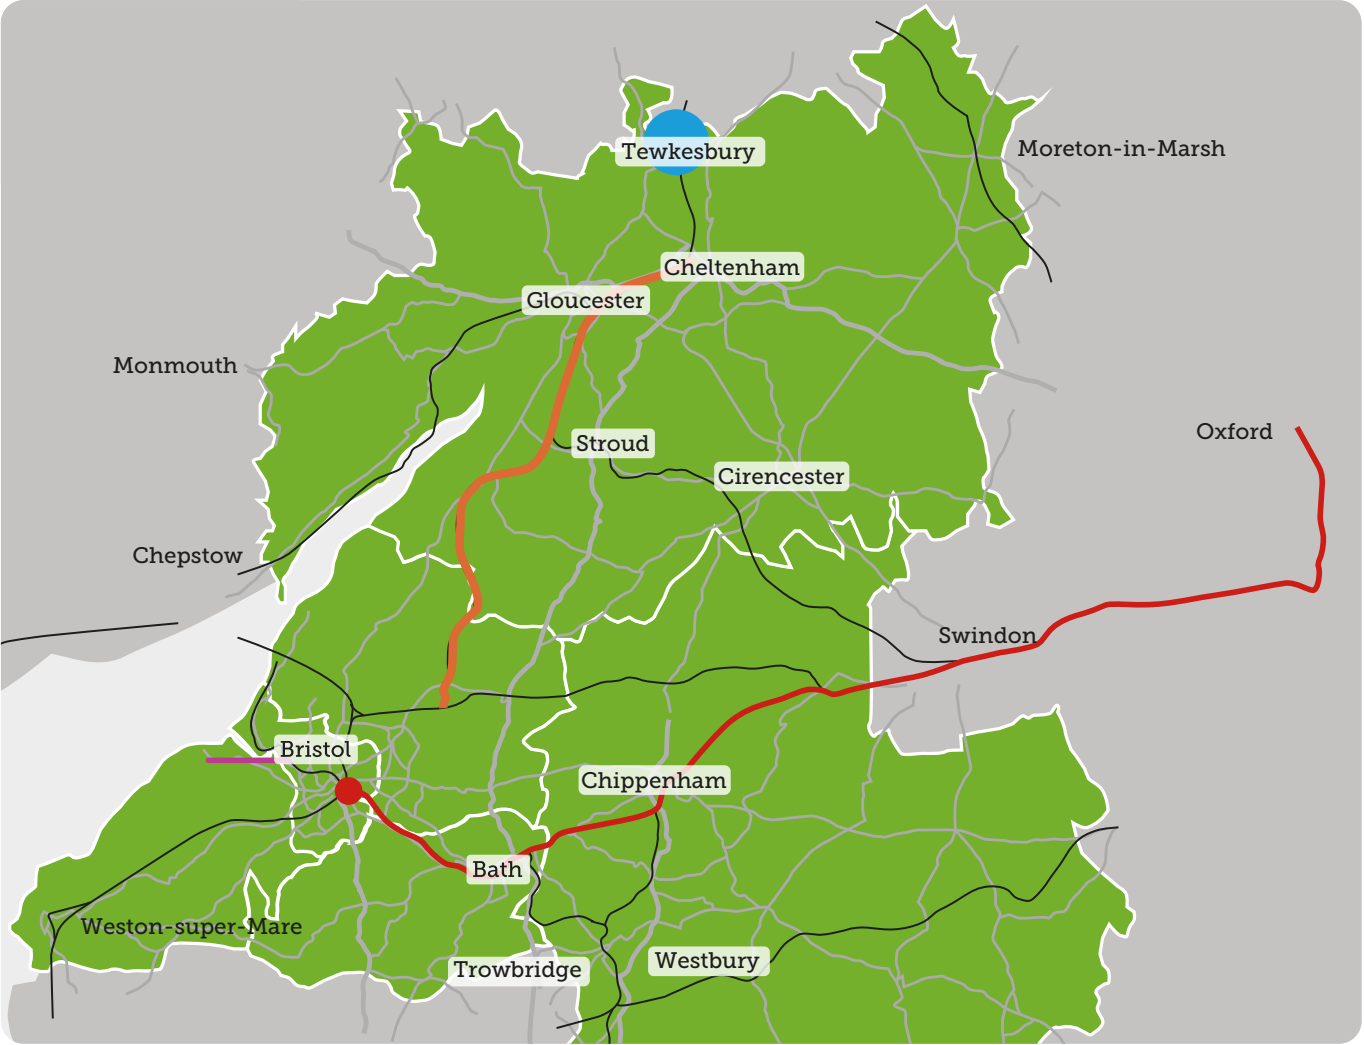 Tewkesbury
Moreton-in-Marsh
Cheltenham
Gloucester
Monmouth
Oxford
Stroud
Cirencester
Chepstow
Swindon
Bristol
Chippenham
Bath
Weston-super-Mare
Westbury
Trowbridge